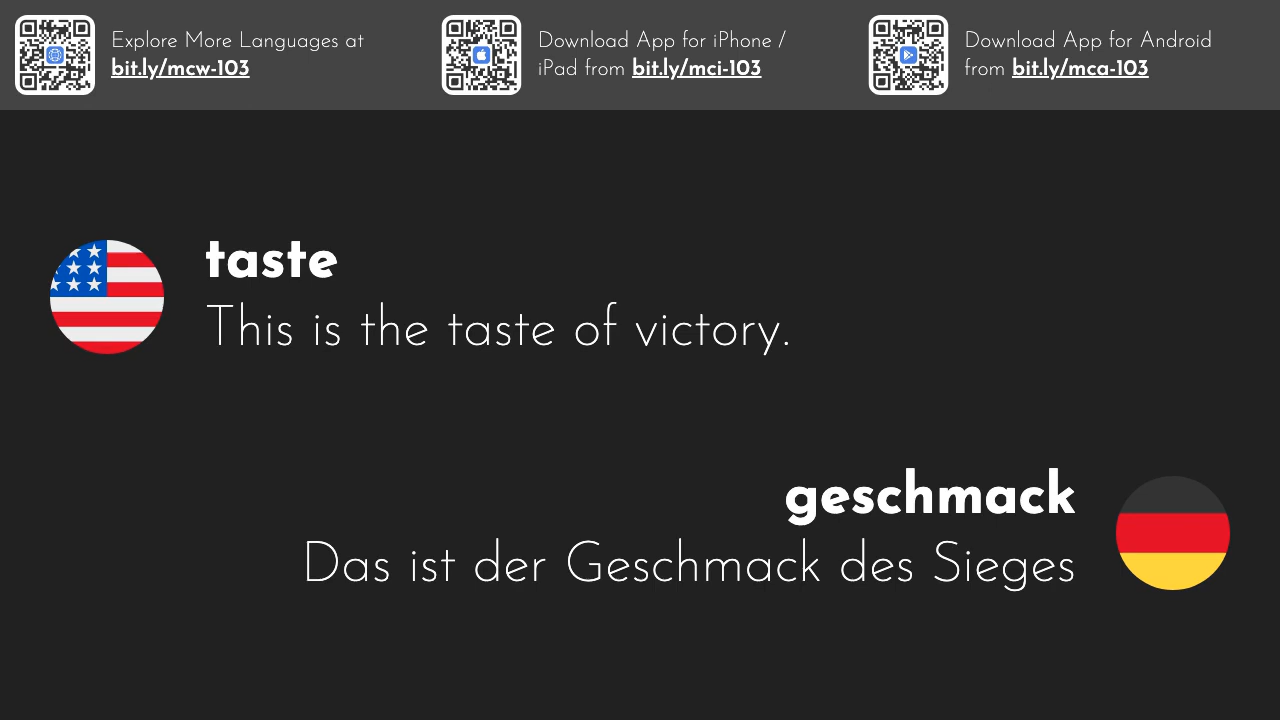 Explore More Languages at
bit.ly/mcw-103
Download App for iPhone /
iPad from bit.ly/mci-103
Download App for Android
from bit.ly/mca-103
taste
This is the taste of victory.
geschmack
Das ist der Geschmack des Sieges